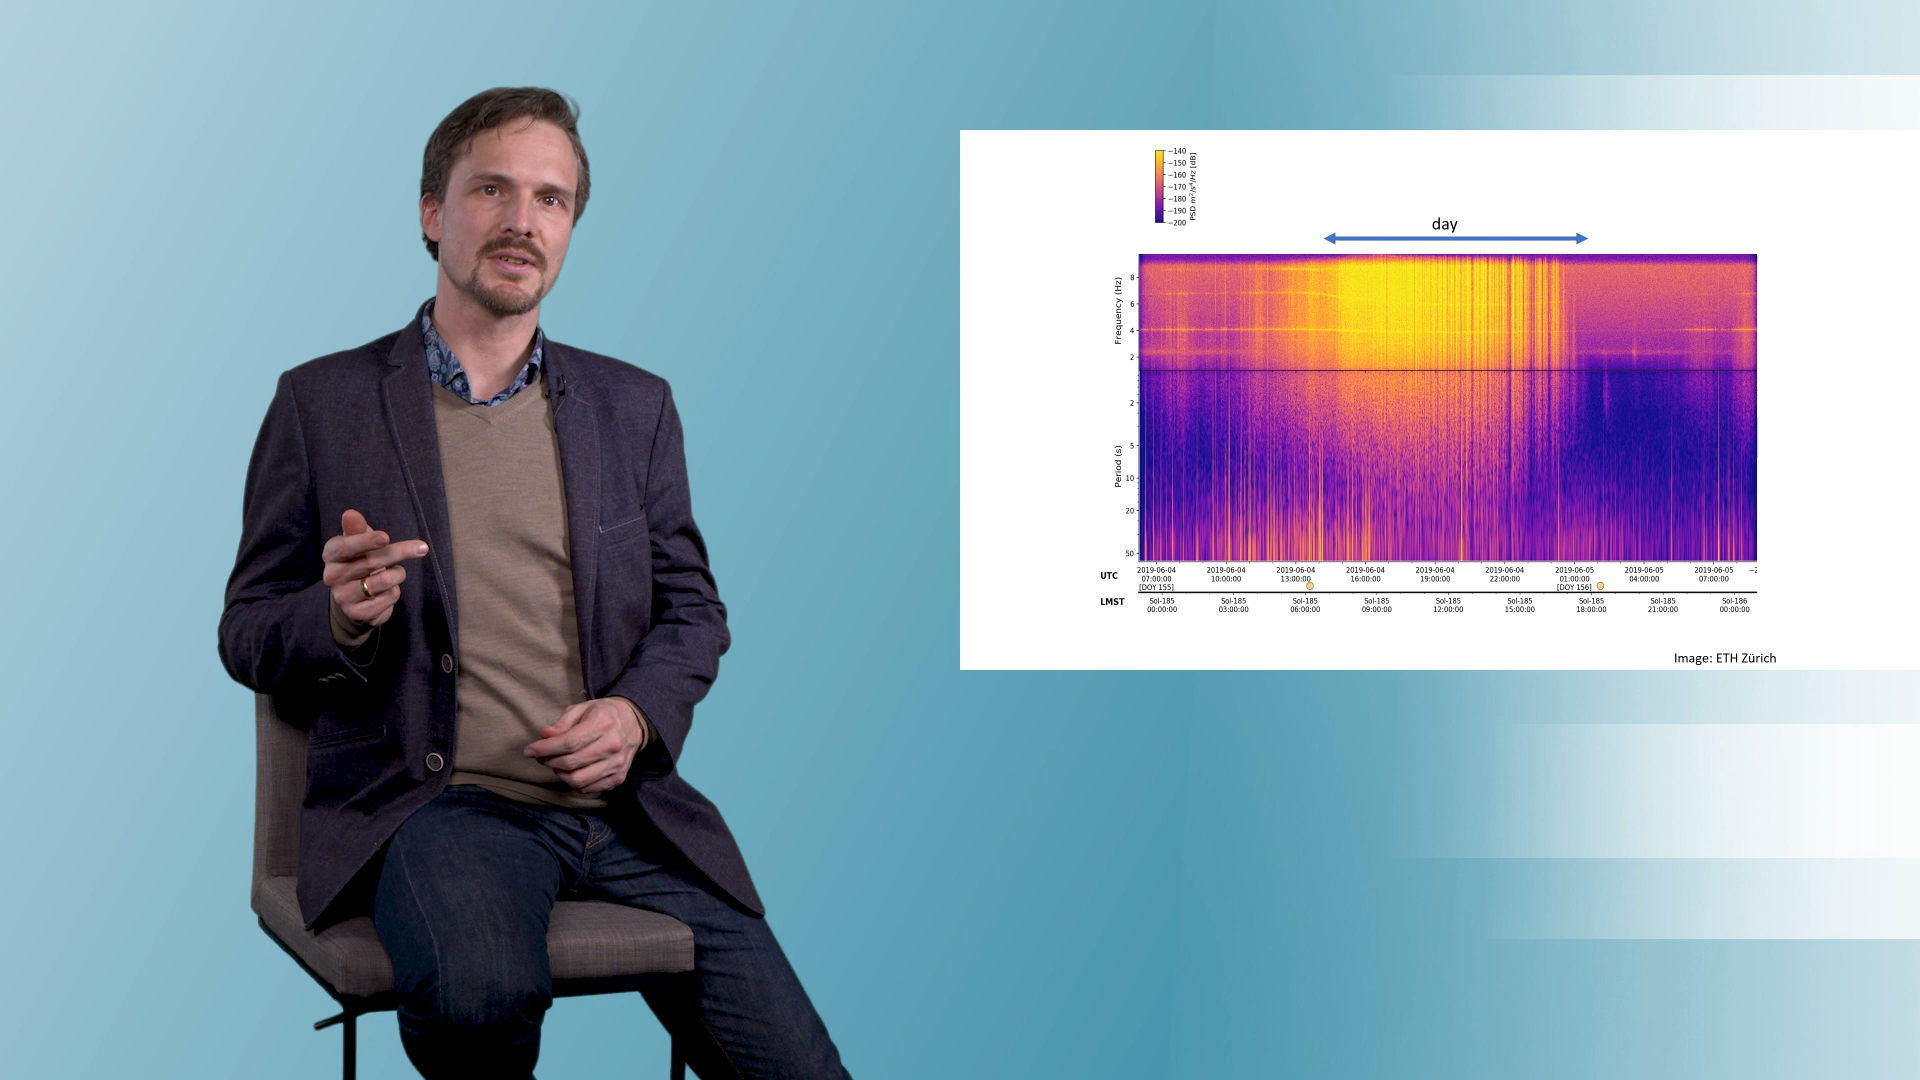 −140
−150
−160
−170
−180
−190
−200
PSD m²/s⁴/Hz [dB]
day
Frequency (Hz)
8
6
4
2
Period (s)
2
5
10
20
50
UTC
2019-06-04 2019-06-04 2019-06-04 2019-06-04 2019-06-04 2019-06-04 2019-06-05 2019-06-05 2019-06-05 −2
07:00:00 10:00:00 13:00:00 16:00:00 19:00:00 22:00:00 01:00:00 04:00:00 07:00:00
[DOY 155] [DOY 156]
LMST
Sol-185 Sol-185 Sol-185 Sol-185 Sol-185 Sol-185 Sol-185 Sol-185 Sol-186
00:00:00 03:00:00 06:00:00 09:00:00 12:00:00 15:00:00 18:00:00 21:00:00 00:00:00
Image: ETH Zürich